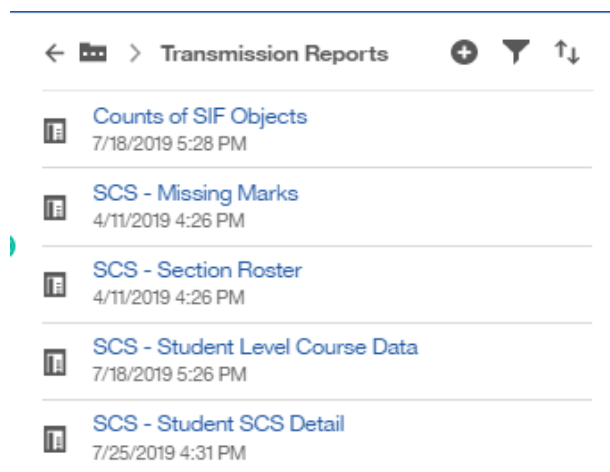 Transmission Reports
Counts of SIF Objects
7/18/2019 5:28 PM
SCS - Missing Marks
4/11/2019 4:26 PM
SCS - Section Roster
4/11/2019 4:26 PM
SCS - Student Level Course Data
7/18/2019 5:26 PM
SCS - Student SCS Detail
7/25/2019 4:31 PM